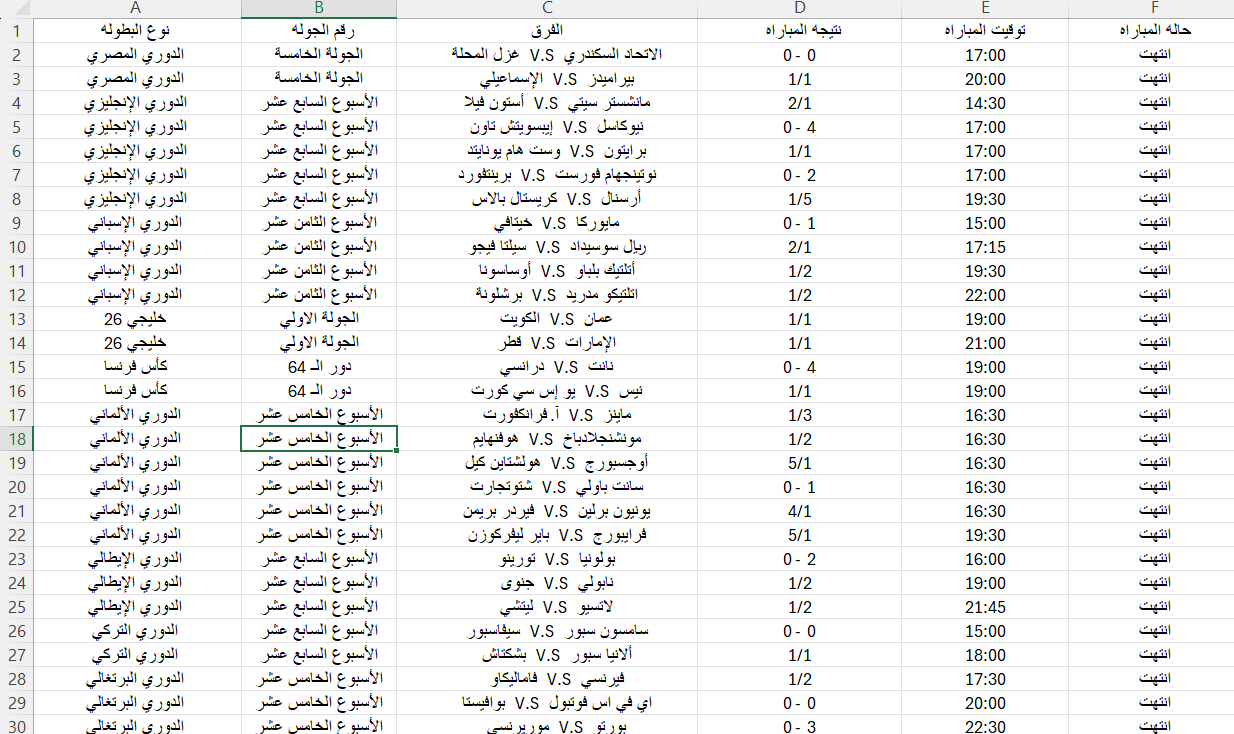 A B C D E F
1 نوع البطوله رقم الجوله الفرق نتيجه المباراه توقيت المباراه حاله المباراه
2 الدوري المصري الجولة الخامسة الاتحاد السكندري V.S غزل المحلة 0 - 0 17:00 انتهت
3 الدوري المصري الجولة الخامسة بيراميدز V.S الإسماعيلي 1/1 20:00 انتهت
4 الدوري الإنجليزي الأسبوع السابع عشر مانشستر سيتي V.S أستون فيلا 2/1 14:30 انتهت
5 الدوري الإنجليزي الأسبوع السابع عشر نيوكاسل V.S إيبسويتش تاون 0 - 4 17:00 انتهت
6 الدوري الإنجليزي الأسبوع السابع عشر برايتون V.S وست هام يونايتد 1/1 17:00 انتهت
7 الدوري الإنجليزي الأسبوع السابع عشر نوتينجهام فورست V.S برينتفورد 0 - 2 17:00 انتهت
8 الدوري الإنجليزي الأسبوع السابع عشر أرسنال V.S كريستال بالاس 1/5 19:30 انتهت
9 الدوري الإسباني الأسبوع الثامن عشر مايوركا V.S خيتافي 0 - 1 15:00 انتهت
10 الدوري الإسباني الأسبوع الثامن عشر ريال سوسيداد V.S سيلتا فيجو 2/1 17:15 انتهت
11 الدوري الإسباني الأسبوع الثامن عشر أتلتيك بلباو V.S أوساسونا 1/2 19:30 انتهت
12 الدوري الإسباني الأسبوع الثامن عشر اتلتيكو مدريد V.S برشلونة 1/2 22:00 انتهت
13 خليجي 26 الجولة الاولي عمان V.S الكويت 1/1 19:00 انتهت
14 خليجي 26 الجولة الاولي الإمارات V.S قطر 1/1 21:00 انتهت
15 كأس فرنسا دور الـ 64 نانت V.S درانسي 0 - 4 19:00 انتهت
16 كأس فرنسا دور الـ 64 نيس V.S يو إس سي كورت 1/1 19:00 انتهت
17 الدوري الألماني الأسبوع الخامس عشر ماينز V.S آ. فرانكفورت 1/3 16:30 انتهت
18 الدوري الألماني الأسبوع الخامس عشر مونشنجلادباخ V.S هوفنهايم 1/2 16:30 انتهت
19 الدوري الألماني الأسبوع الخامس عشر أوجسبورج V.S هولشتاين كيل 5/1 16:30 انتهت
20 الدوري الألماني الأسبوع الخامس عشر سانت باولي V.S شتوتجارت 0 - 1 16:30 انتهت
21 الدوري الألماني الأسبوع الخامس عشر يونيون برلين V.S فيردر بريمن 4/1 16:30 انتهت
22 الدوري الألماني الأسبوع الخامس عشر فرايبورج V.S باير ليفركوزن 5/1 19:30 انتهت
23 الدوري الإيطالي الأسبوع السابع عشر بولونيا V.S تورينو 0 - 2 16:00 انتهت
24 الدوري الإيطالي الأسبوع السابع عشر نابولي V.S جنوى 1/2 19:00 انتهت
25 الدوري الإيطالي الأسبوع السابع عشر لاتسيو V.S ليتشي 1/2 21:45 انتهت
26 الدوري التركي الأسبوع السابع عشر سامسون سبور V.S سيفاسبور 0 - 0 15:00 انتهت
27 الدوري التركي الأسبوع السابع عشر ألانيا سبور V.S بشكتاش 1/1 18:00 انتهت
28 الدوري البرتغالي الأسبوع الخامس عشر فيرنسي V.S فاماليكاو 1/2 17:30 انتهت
29 الدوري البرتغالي الأسبوع الخامس عشر اي في اس فوتبول V.S بوافيستا 0 - 0 20:00 انتهت
30 الدوري البرتغالي الأسبوع الخامس عشر بورتو V.S موريرنسي 0 - 3 22:30 انتهت